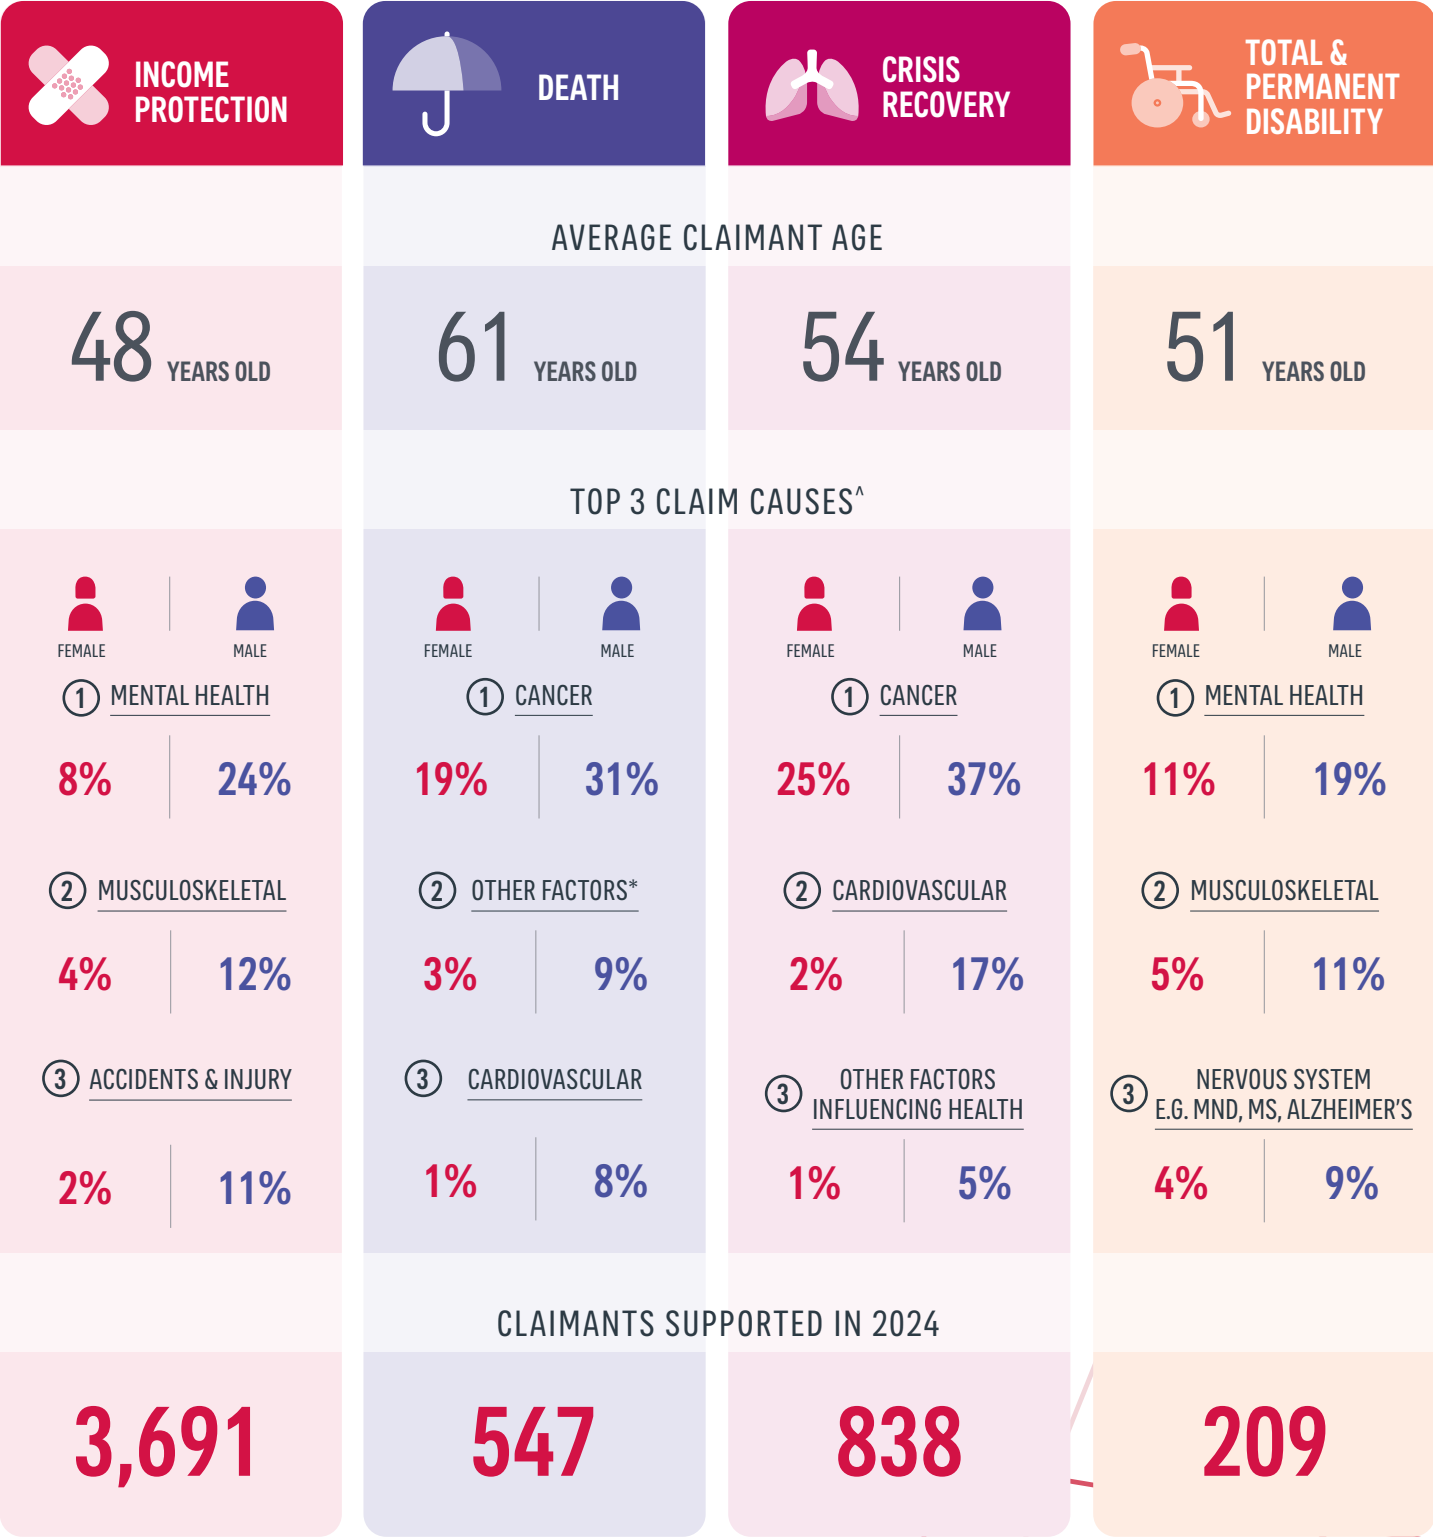 INCOME
PROTECTION
DEATH
CRISIS
RECOVERY
TOTAL &
PERMANENT
DISABILITY
AVERAGE CLAIMANT AGE
48 YEARS OLD
61 YEARS OLD
54 YEARS OLD
51 YEARS OLD
TOP 3 CLAIM CAUSES^
FEMALE MALE
FEMALE MALE
FEMALE MALE
FEMALE MALE
1 MENTAL HEALTH
1 CANCER
1 CANCER
1 MENTAL HEALTH
8% 24%
19% 31%
25% 37%
11% 19%
2 MUSCULOSKELETAL
2 OTHER FACTORS*
2 CARDIOVASCULAR
2 MUSCULOSKELETAL
4% 12%
3% 9%
2% 17%
5% 11%
3 ACCIDENTS & INJURY
3 CARDIOVASCULAR
3 OTHER FACTORS
INFLUENCING HEALTH
3 NERVOUS SYSTEM
E.G. MND, MS, ALZHEIMER'S
2% 11%
1% 8%
1% 5%
4% 9%
CLAIMANTS SUPPORTED IN 2024
3,691
547
838
209